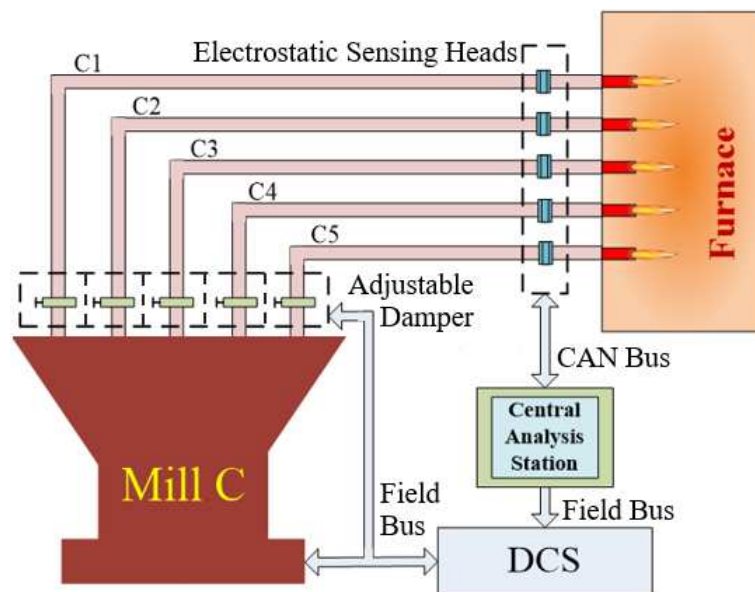 C1
Electrostatic Sensing Heads
C2
C3
C4
C5
Furnace
Adjustable
Damper
CAN Bus
Central
Analysis
Station
Mill C
Field
Bus
Field Bus
DCS